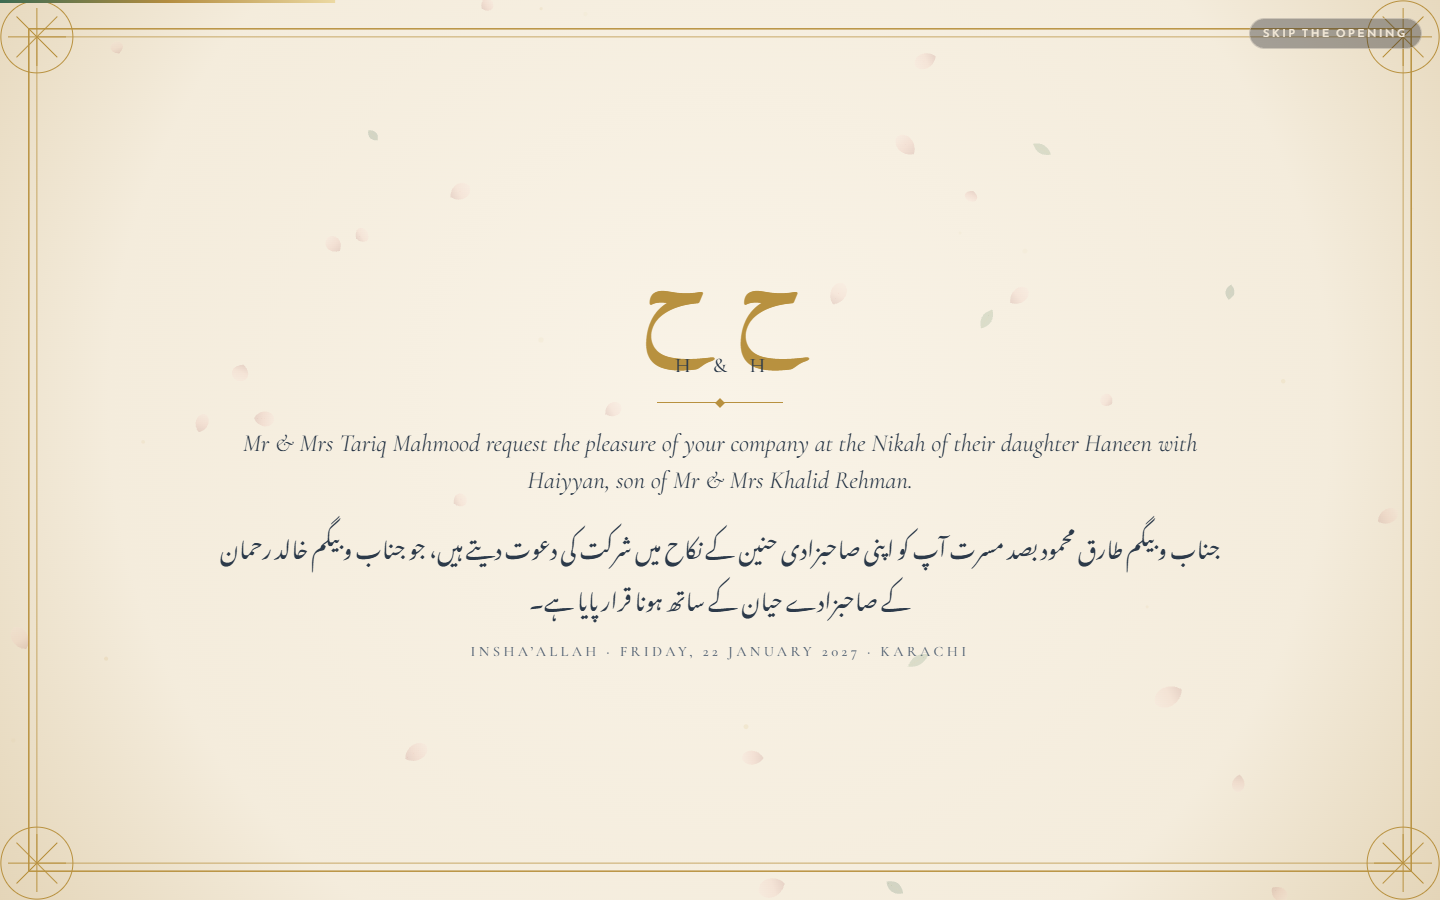 SKIP THE OPENING
ح ح
H & H
Mr & Mrs Tariq Mahmood request the pleasure of your company at the Nikah of their daughter Haneen with
Haiyyan, son of Mr & Mrs Khalid Rehman.
جناب و بیگم طارق محمود بصد مسرت آپ کو اپنی صاحبزادی حنین کے نکاح میں شرکت کی دعوت دیتے ہیں، جو جناب و بیگم خالد رحمان
کے صاحبزادے حیان کے ساتھ ہونا قرار پایا ہے۔
INSHA’ALLAH · FRIDAY, 22 JANUARY 2027 · KARACHI